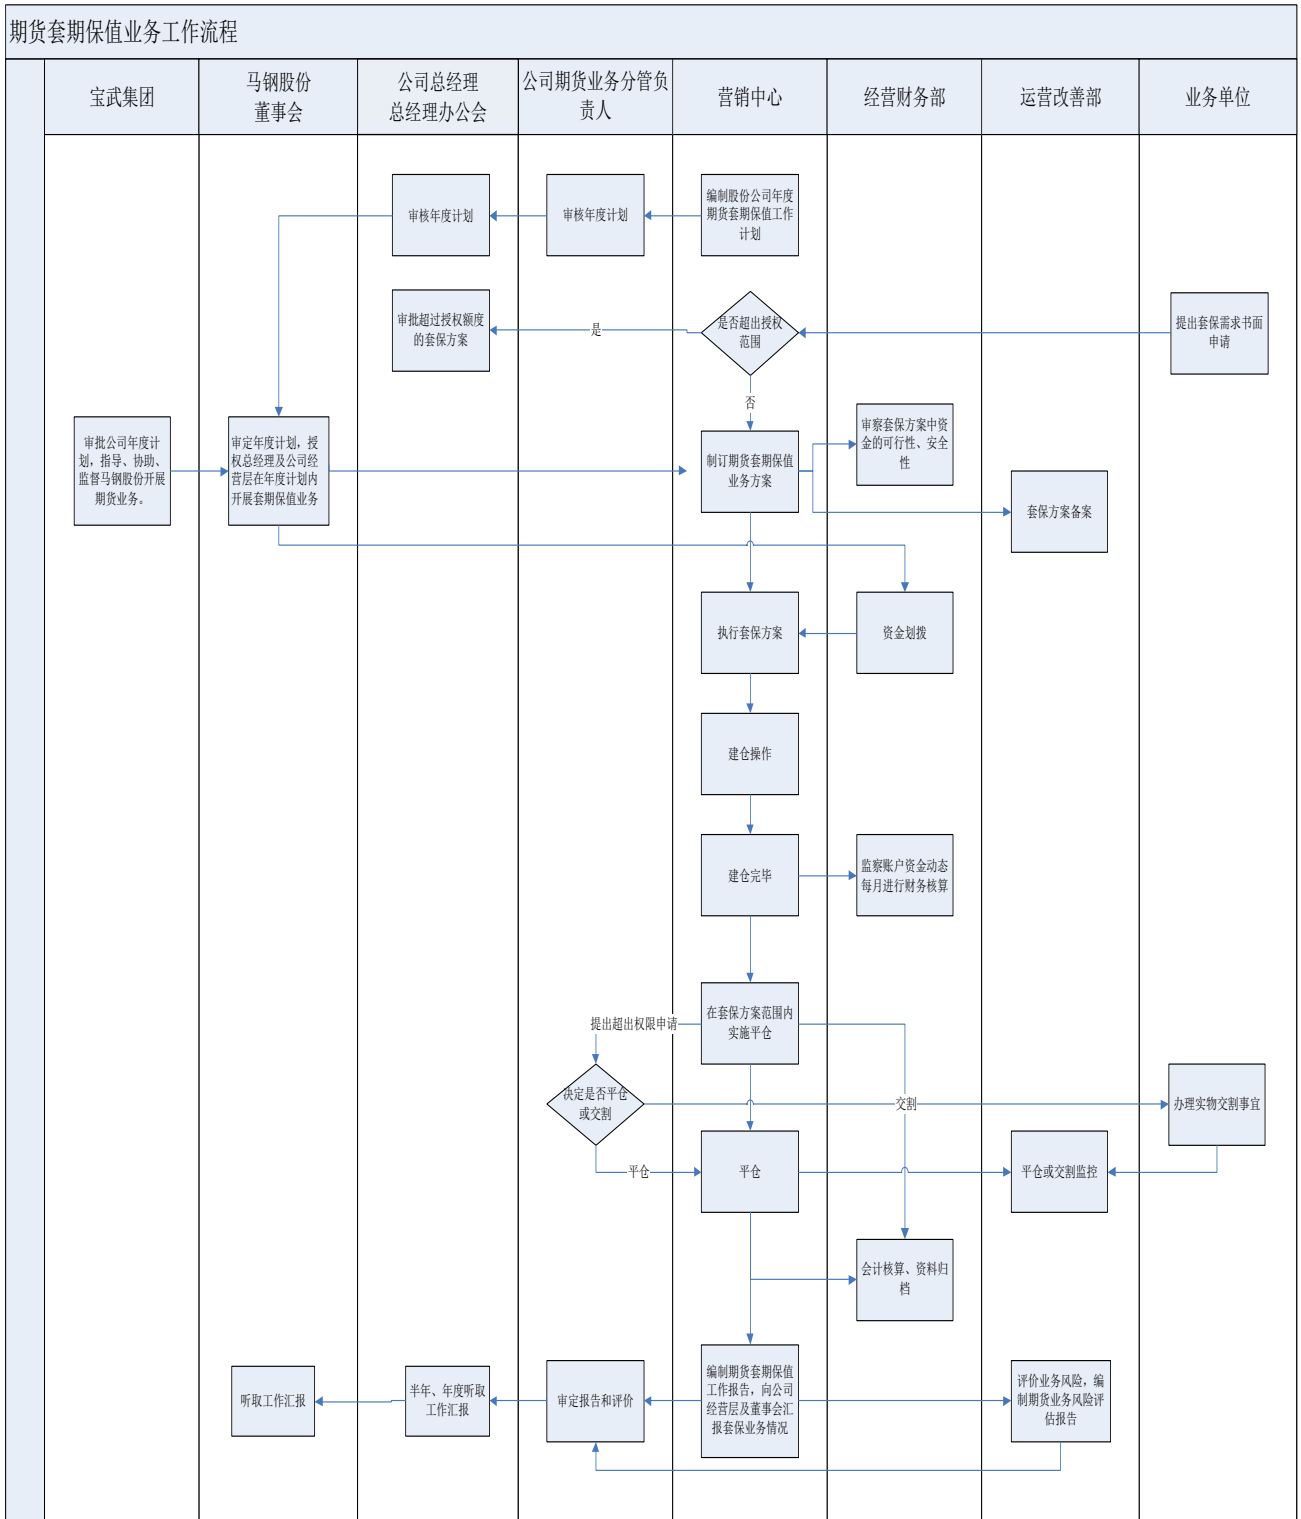 期货套期保值业务工作流程
宝武集团
马钢股份
董事会
公司总经理
总经理办公会
公司期货业务分管负
责人
营销中心
经营财务部
运营改善部
业务单位
审核年度计划
审核年度计划
编制股份公司年度
期货套期保值工作
计划
审批超过授权额度
的套保方案
是
是否超出授权
范围
提出套保需求书面
申请
否
审批公司年度计
划，指导、协助、
监督马钢股份开展
期货业务。
审定年度计划，授
权总经理及公司经
营层在年度计划内
开展套期保值业务
制订期货套期保值
业务方案
审察套保方案中资
金的可行性、安全
性
套保方案备案
执行套保方案
资金划拨
建仓操作
建仓完毕
监察账户资金动态
每月进行财务核算
提出超出权限申请
在套保方案范围内
实施平仓
决定是否平仓
或交割
交割
办理实物交割事宜
平仓
平仓
平仓或交割监控
会计核算、资料归
档
听取工作汇报
半年、年度听取
工作汇报
审定报告和评价
编制期货套期保值
工作报告，向公司
经营层及董事会汇
报套保业务情况
评价业务风险，编
制期货业务风险评
估报告